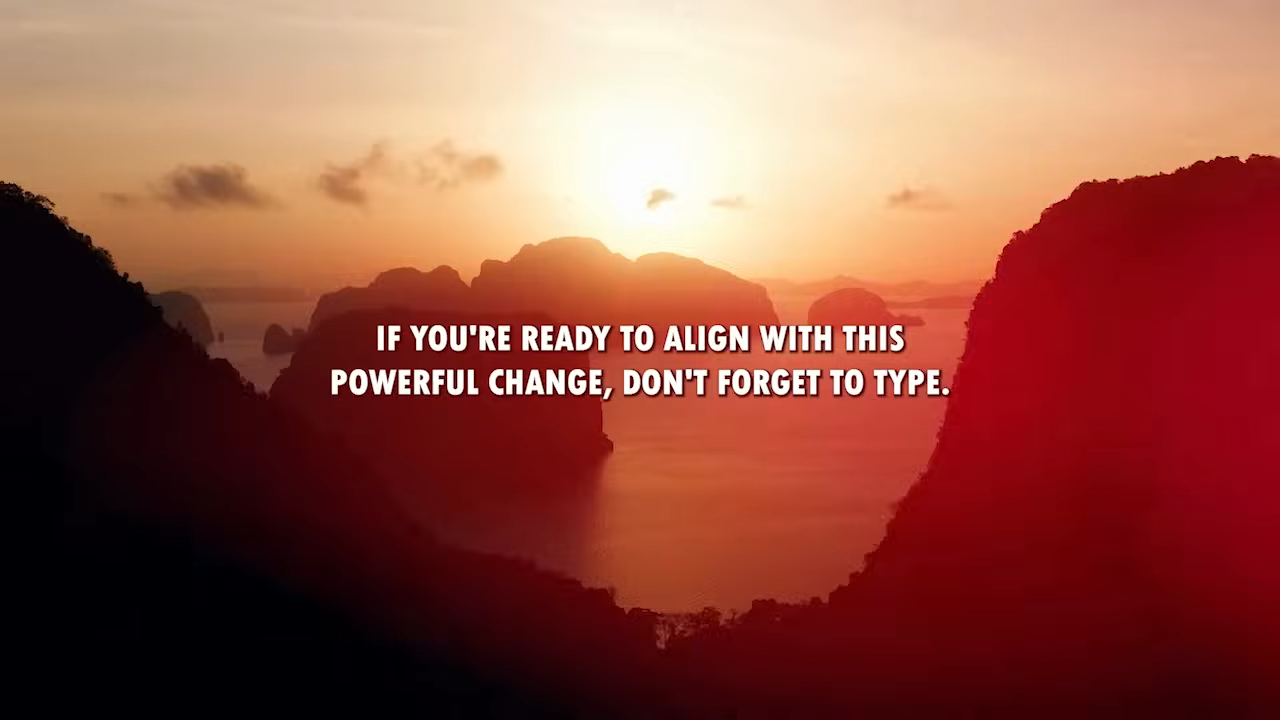 IF YOU'RE READY TO ALIGN WITH THIS
POWERFUL CHANGE, DON'T FORGET TO TYPE.